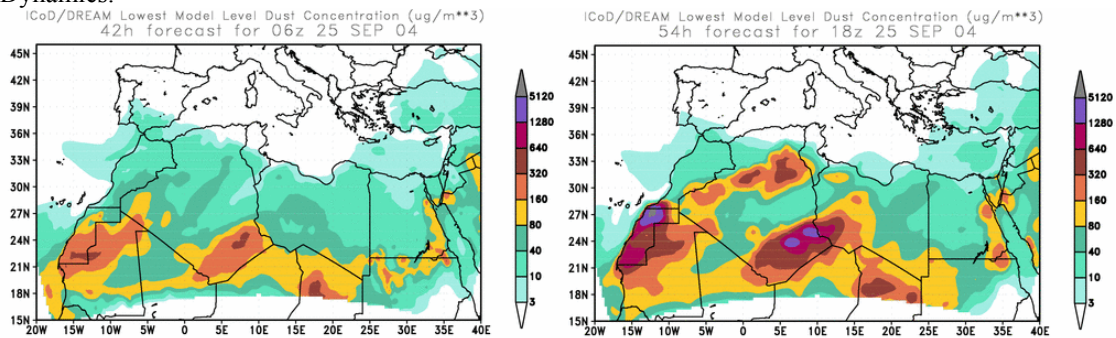 Dynamics.
ICoD/DREAM Lowest Model Level Dust Concentration (ug/m**3)
42h forecast for 06z 25 SEP 04
45N
42N
39N
36N
33N
30N
27N
24N
21N
18N
15N
20W 15W 10W 5W 0 5E 10E 15E 20E 25E 30E 35E 40E
5120
1280
640
320
160
80
40
10
3
ICoD/DREAM Lowest Model Level Dust Concentration (ug/m**3)
54h forecast for 18z 25 SEP 04
45N
42N
39N
36N
33N
30N
27N
24N
21N
18N
15N
20W 15W 10W 5W 0 5E 10E 15E 20E 25E 30E 35E 40E
5120
1280
640
320
160
80
40
10
3